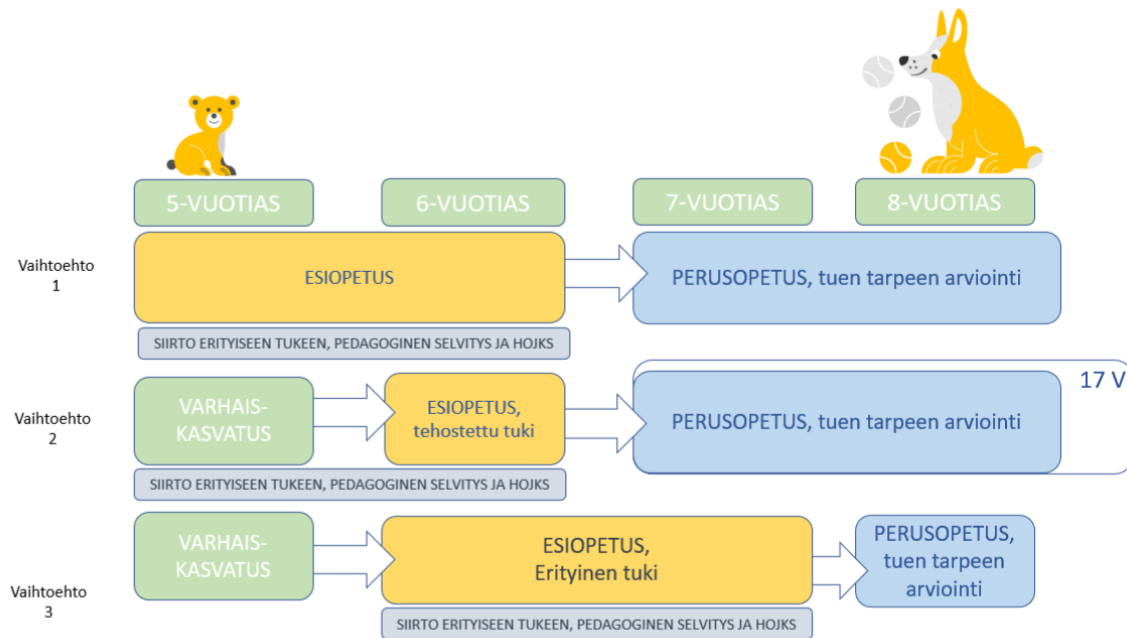 5-VUOTIAS
6-VUOTIAS
7-VUOTIAS
8-VUOTIAS
Vaihtoehto
1
ESIOPETUS
PERUSOPETUS, tuen tarpeen arviointi
SIIRTO ERITYISEEN TUKEEN, PEDAGOGINEN SELVITYS JA HOJKS
Vaihtoehto
2
VARHAIS-
KASVATUS
ESIOPETUS,
tehostettu tuki
PERUSOPETUS, tuen tarpeen arviointi
17 V
SIIRTO ERITYISEEN TUKEEN, PEDAGOGINEN SELVITYS JA HOJKS
Vaihtoehto
3
VARHAIS-
KASVATUS
ESIOPETUS,
Erityinen tuki
PERUSOPETUS,
tuen tarpeen
arviointi
SIIRTO ERITYISEEN TUKEEN, PEDAGOGINEN SELVITYS JA HOJKS